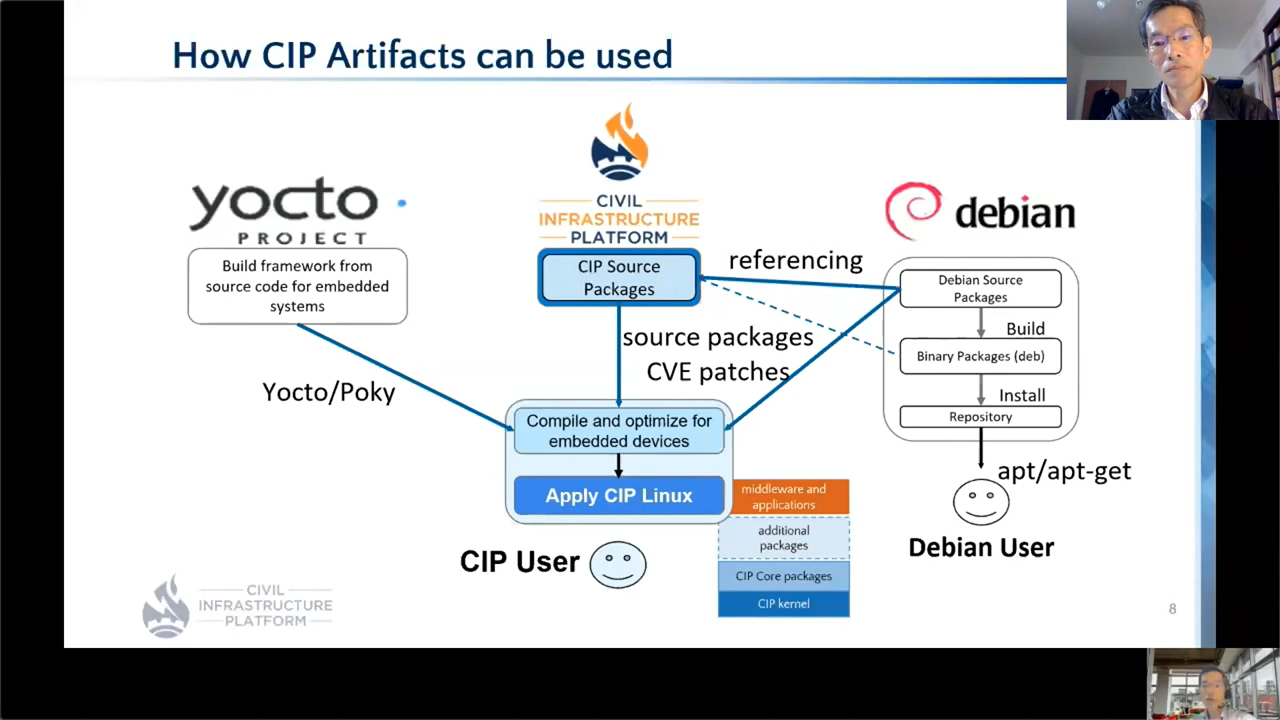 How CIP Artifacts can be used
yocto
PROJECT
Build framework from
source code for embedded
systems
Yocto/Poky
CIVIL
INFRASTRUCTURE
PLATFORM
CIP Source
Packages
referencing
source packages
CVE patches
Compile and optimize for
embedded devices
Apply CIP Linux
CIP User
middleware and
applications
additional
packages
CIP Core packages
CIP kernel
debian
Debian Source
Packages
Build
Binary Packages (deb)
Install
Repository
apt/apt-get
Debian User
CIVIL
INFRASTRUCTURE
PLATFORM
8